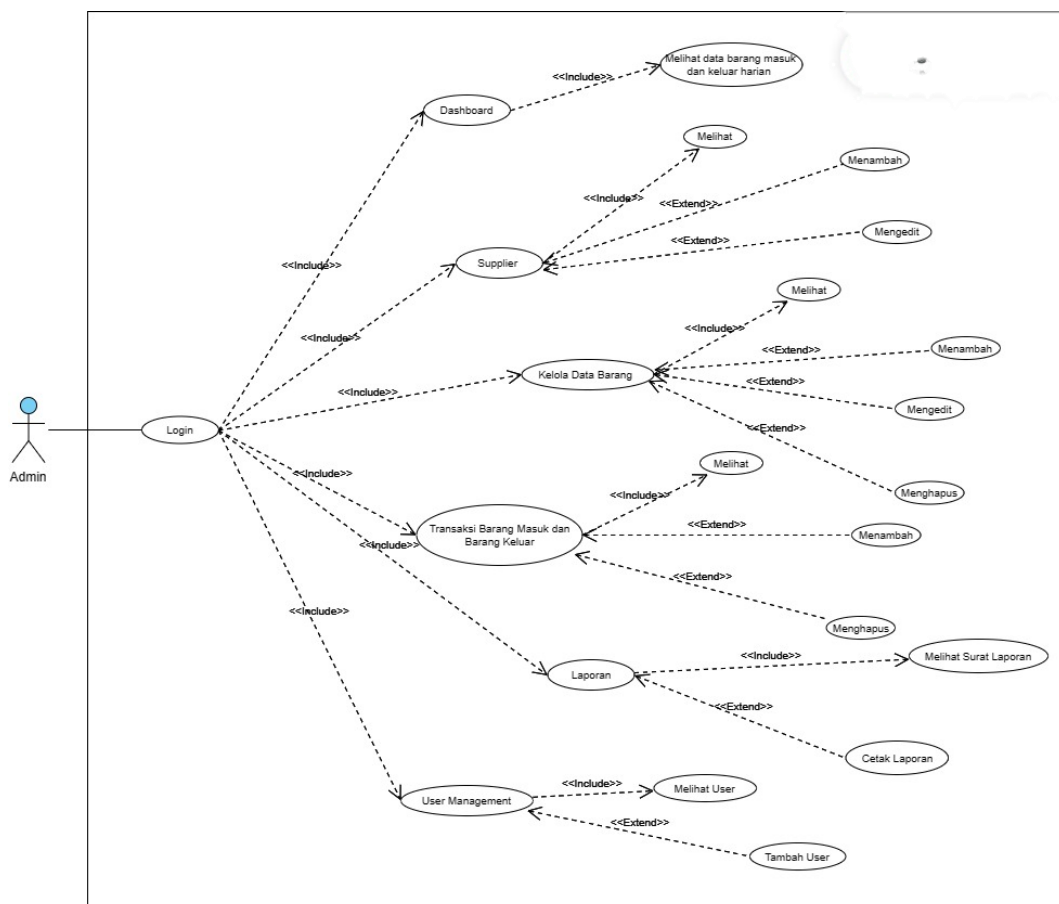 Melihat data barang masuk
dan keluar harian
<<Include>>
Dashboard
Melihat
Menambah
<<Include>>
<<Extend>>
Mengedit
<<Extend>>
Supplier
<<Include>>
Melihat
<<Include>>
<<Include>>
Menambah
<<Extend>>
Kelola Data Barang
<<Extend>>
<<Include>>
Mengedit
Login
<<Extend>>
Admin
Melihat
<<Include>>
Menghapus
<<Include>>
Transaksi Barang Masuk dan
Barang Keluar
<<Extend>>
Menambah
<<Include>>
<<Extend>>
<<Include>>
Menghapus
<<Include>>
Melihat Surat Laporan
Laporan
<<Extend>>
Cetak Laporan
<<Include>>
Melihat User
User Management
<<Extend>>
Tambah User